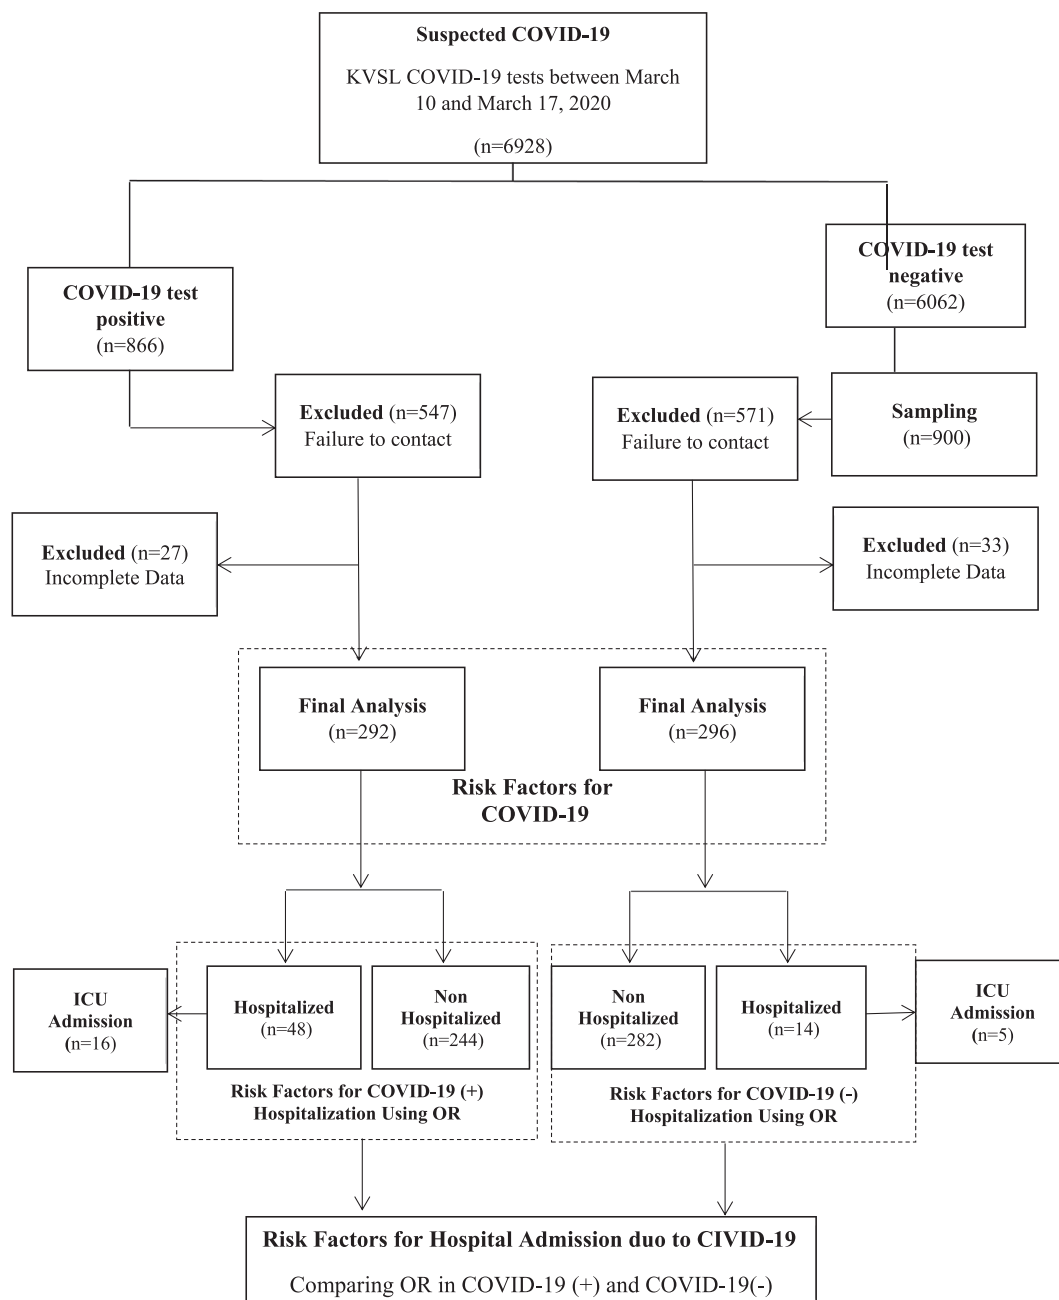 Suspected COVID-19
KVSL COVID-19 tests between March
10 and March 17, 2020
(n=6928)
COVID-19 test
positive
(n=866)
COVID-19 test
negative
(n=6062)
Excluded (n=547)
Failure to contact
Excluded (n=571)
Failure to contact
Sampling
(n=900)
Excluded (n=27)
Incomplete Data
Excluded (n=33)
Incomplete Data
Final Analysis
(n=292)
Final Analysis
(n=296)
Risk Factors for
COVID-19
ICU
Admission
(n=16)
Hospitalized
(n=48)
Non
Hospitalized
(n=244)
Non
Hospitalized
(n=282)
Hospitalized
(n=14)
ICU
Admission
(n=5)
Risk Factors for COVID-19 (+)
Hospitalization Using OR
Risk Factors for COVID-19 (-)
Hospitalization Using OR
Risk Factors for Hospital Admission duo to CIVID-19
Comparing OR in COVID-19 (+) and COVID-19(-)